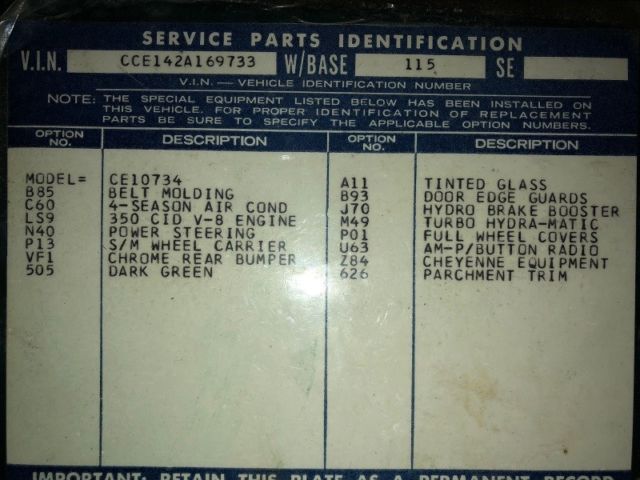 SERVICE PARTS IDENTIFICATION
V.I.N. CCE142A169733 W/BASE 115 SE
V.I.N. — VEHICLE IDENTIFICATION NUMBER
NOTE: THE SPECIAL EQUIPMENT LISTED BELOW HAS BEEN INSTALLED ON
THIS VEHICLE. FOR PROPER IDENTIFICATION OF REPLACEMENT
PARTS BE SURE TO SPECIFY THE APPLICABLE OPTION NUMBERS.
OPTION NO. DESCRIPTION OPTION NO. DESCRIPTION
MODEL= CE10734 A11 TINTED GLASS
B85 BELT MOLDING B93 DOOR EDGE GUARDS
C60 4-SEASON AIR COND J70 HYDRO BRAKE BOOSTER
LS9 350 CID V-8 ENGINE M49 TURBO HYDRA-MATIC
N40 POWER STEERING P01 FULL WHEEL COVERS
P13 S/M WHEEL CARRIER U63 AM-P/BUTTON RADIO
VF1 CHROME REAR BUMPER Z84 CHEYENNE EQUIPMENT
505 DARK GREEN 626 PARCHMENT TRIM
IMPORTANT: RETAIN THIS PLATE AS A PERMANENT RECORD